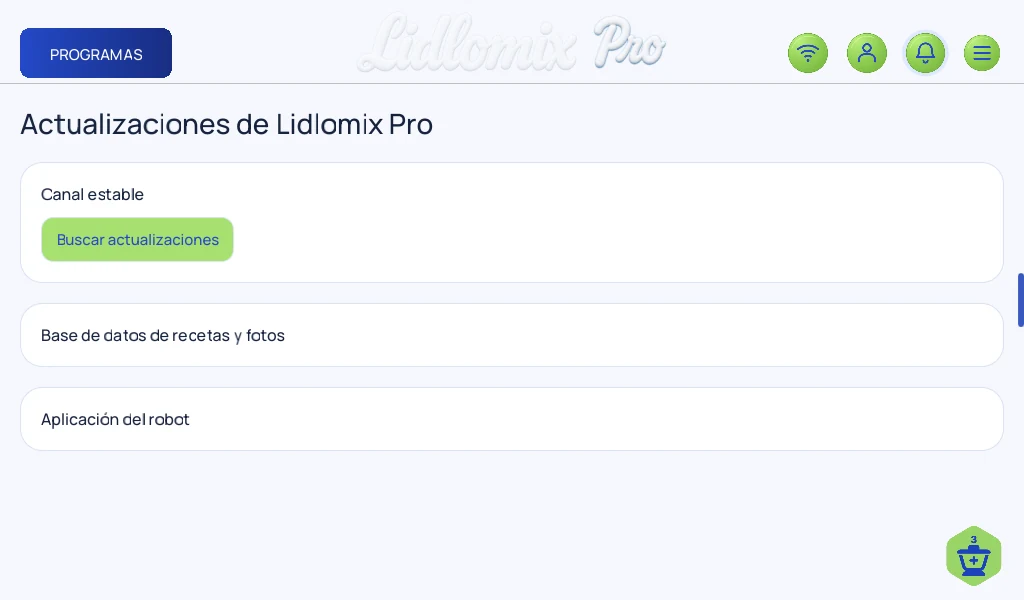 PROGRAMAS
Lidlomix Pro
Actualizaciones de Lidlomix Pro
Canal estable
Buscar actualizaciones
Base de datos de recetas y fotos
Aplicación del robot
3